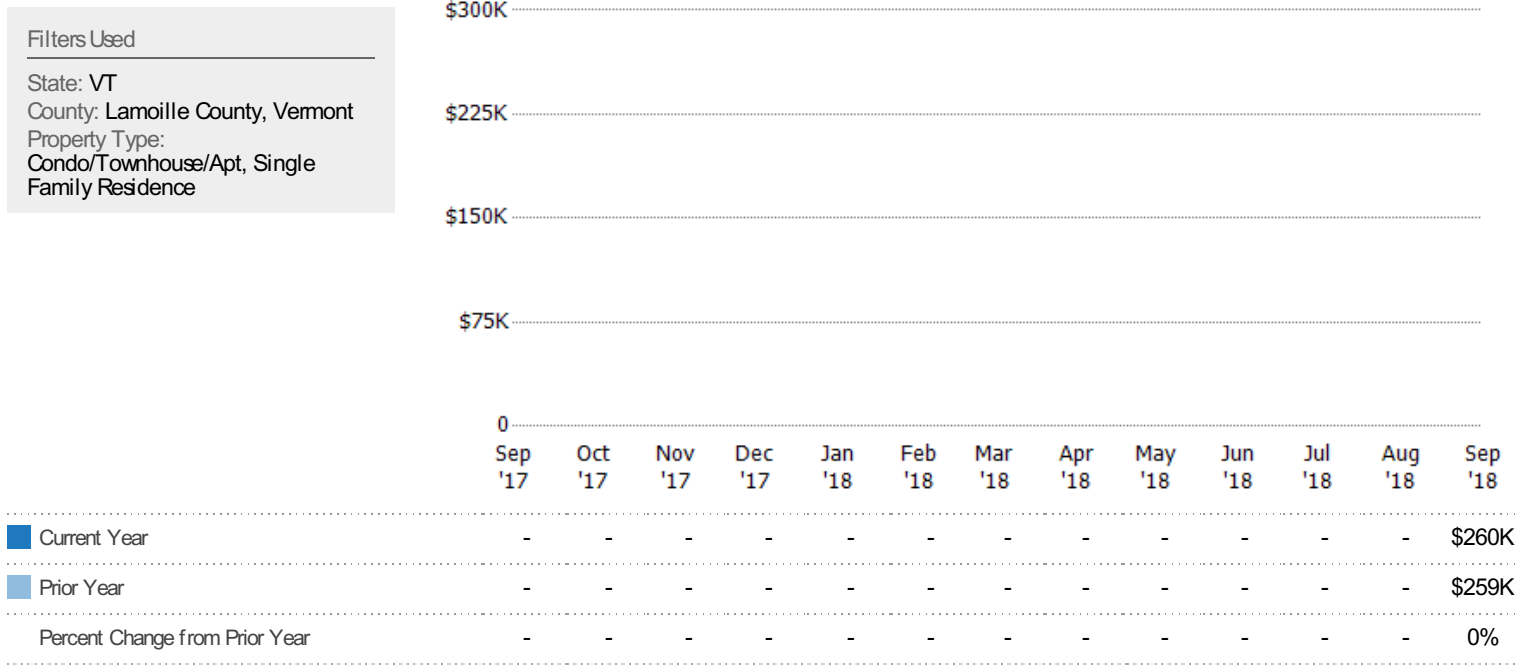 Filters Used
State: VT
County: Lamoille County, Vermont
Property Type:
Condo/Townhouse/Apt, Single
Family Residence
$300K
$225K
$150K
$75K
0
Sep Oct Nov Dec Jan Feb Mar Apr May Jun Jul Aug Sep
'17 '17 '17 '17 '18 '18 '18 '18 '18 '18 '18 '18 '18
Current Year - - - - - - - - - - - - $260K
Prior Year - - - - - - - - - - - - $259K
Percent Change from Prior Year - - - - - - - - - - - - 0%